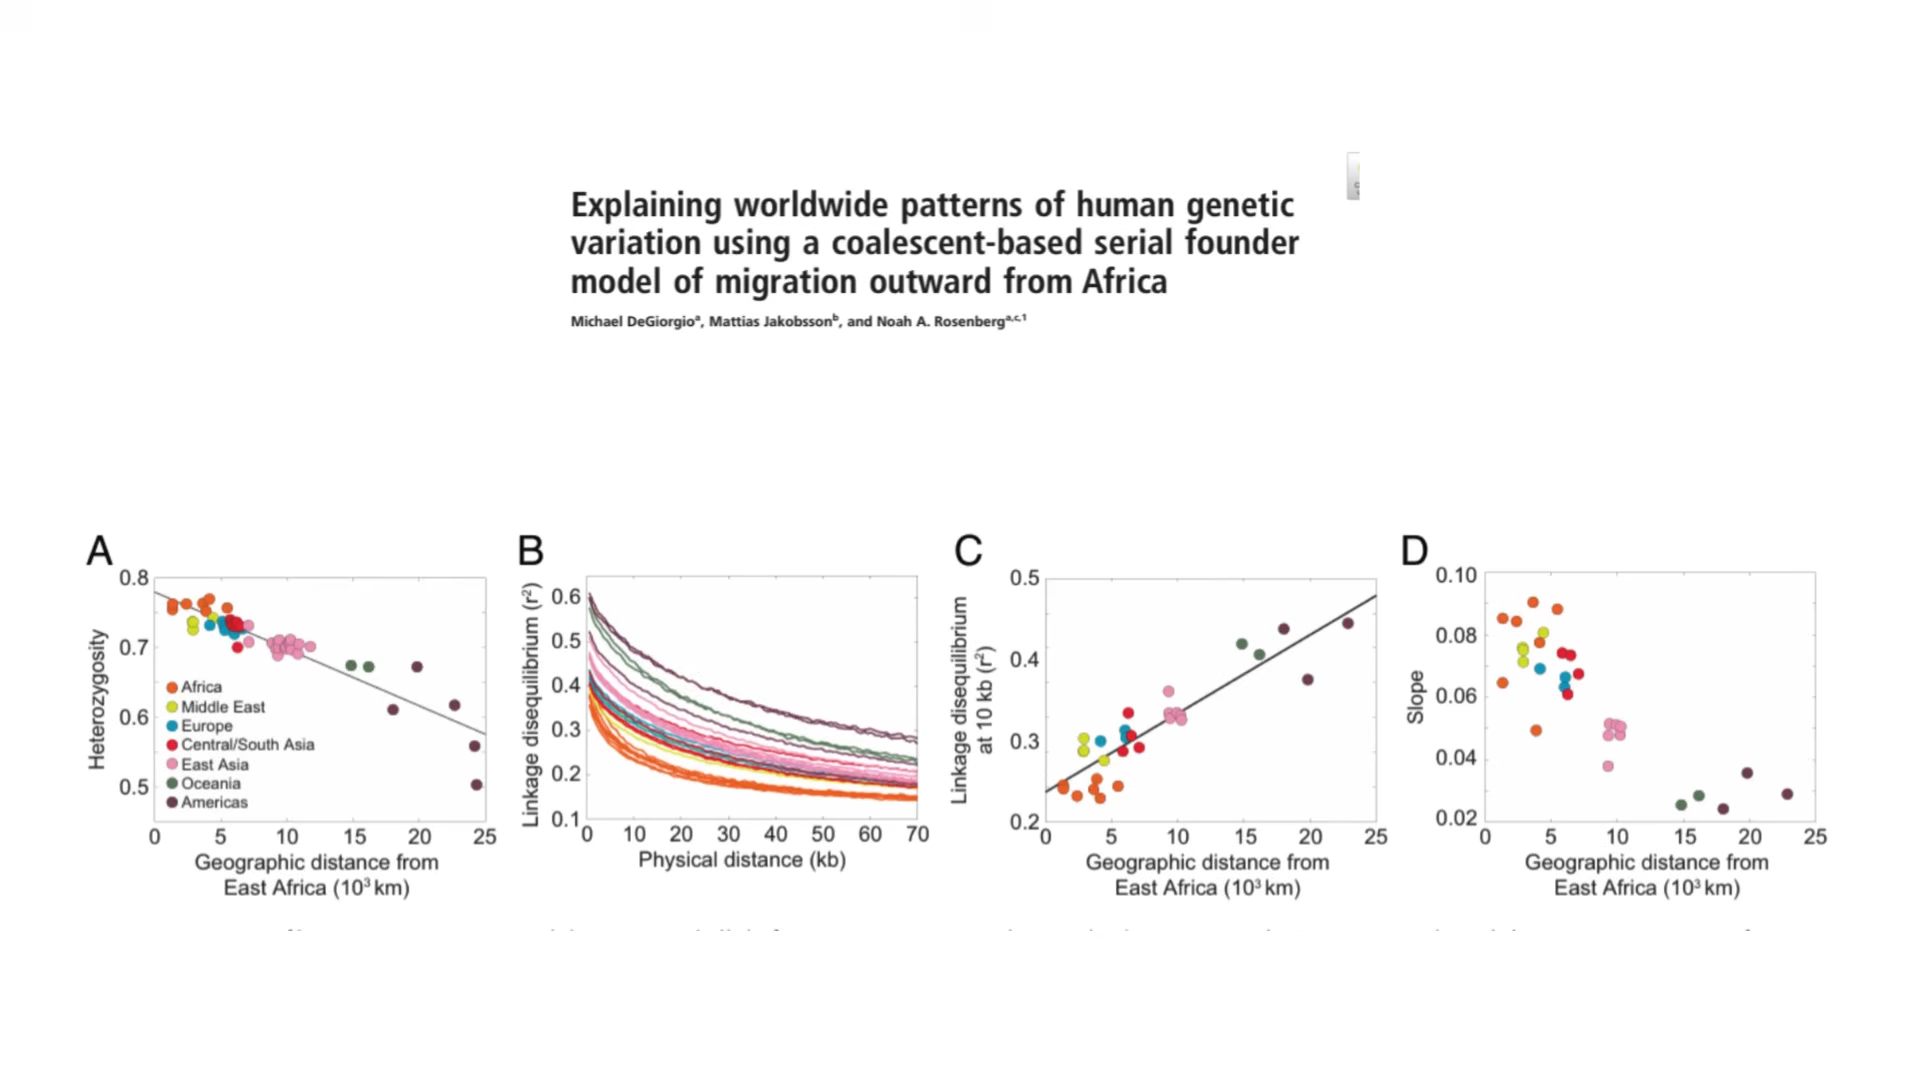 Explaining worldwide patterns of human genetic
variation using a coalescent-based serial founder
model of migration outward from Africa
Michael DeGiorgioᵃ, Mattias Jakobssonᵇ, and Noah A. Rosenbergᵃ,ᶜ,¹
A
0.8
0.7
0.6
0.5
Heterozygosity
Africa
Middle East
Europe
Central/South Asia
East Asia
Oceania
Americas
0 5 10 15 20 25
Geographic distance from
East Africa (10³ km)
B
Linkage disequilibrium (r²)
0.6
0.5
0.4
0.3
0.2
0.1
0 10 20 30 40 50 60 70
Physical distance (kb)
C
Linkage disequilibrium
at 10 kb (r²)
0.5
0.4
0.3
0.2
0 5 10 15 20 25
Geographic distance from
East Africa (10³ km)
D
Slope
0.10
0.08
0.06
0.04
0.02
0 5 10 15 20 25
Geographic distance from
East Africa (10³ km)